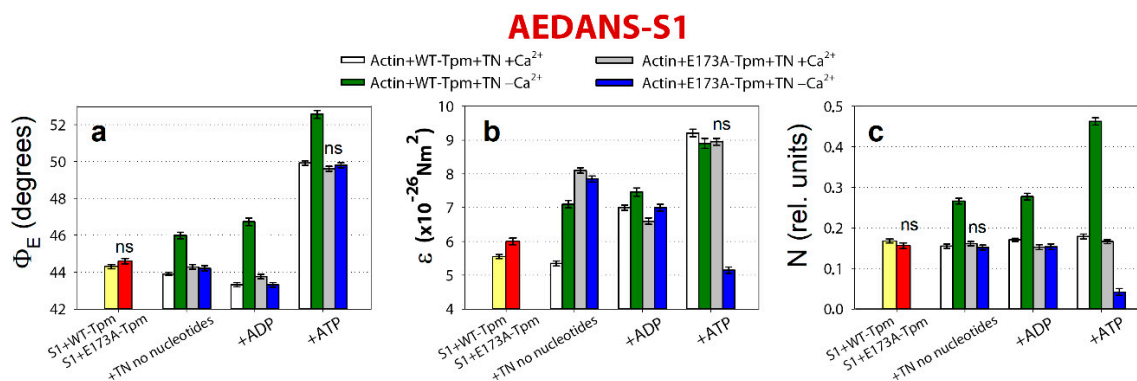 AEDANS-S1
Actin+WT-Tpm+TN +Ca2+ Actin+E173A-Tpm+TN +Ca2+
Actin+WT-Tpm+TN –Ca2+ Actin+E173A-Tpm+TN –Ca2+
a
ΦE (degrees)
52
50
48
46
44
42
ns
ns
S1+WT-Tpm
S1+E173A-Tpm
+TN no nucleotides
+ADP
+ATP
b
ε (x10-26Nm2)
10
9
8
7
6
5
4
ns
S1+WT-Tpm
S1+E173A-Tpm
+TN no nucleotides
+ADP
+ATP
c
N (rel. units)
0,5
0,4
0,3
0,2
0,1
0,0
ns
ns
S1+WT-Tpm
S1+E173A-Tpm
+TN no nucleotides
+ADP
+ATP